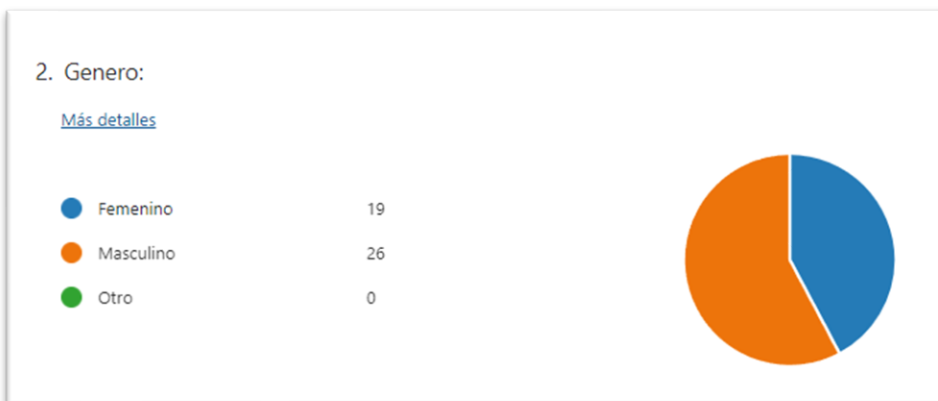 2. Genero:
Más detalles
Femenino 19
Masculino 26
Otro 0